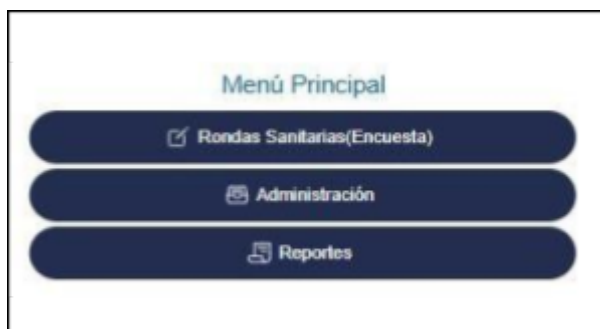 Menú Principal
Rondas Sanitarias(Encuesta)
Administración
Reportes